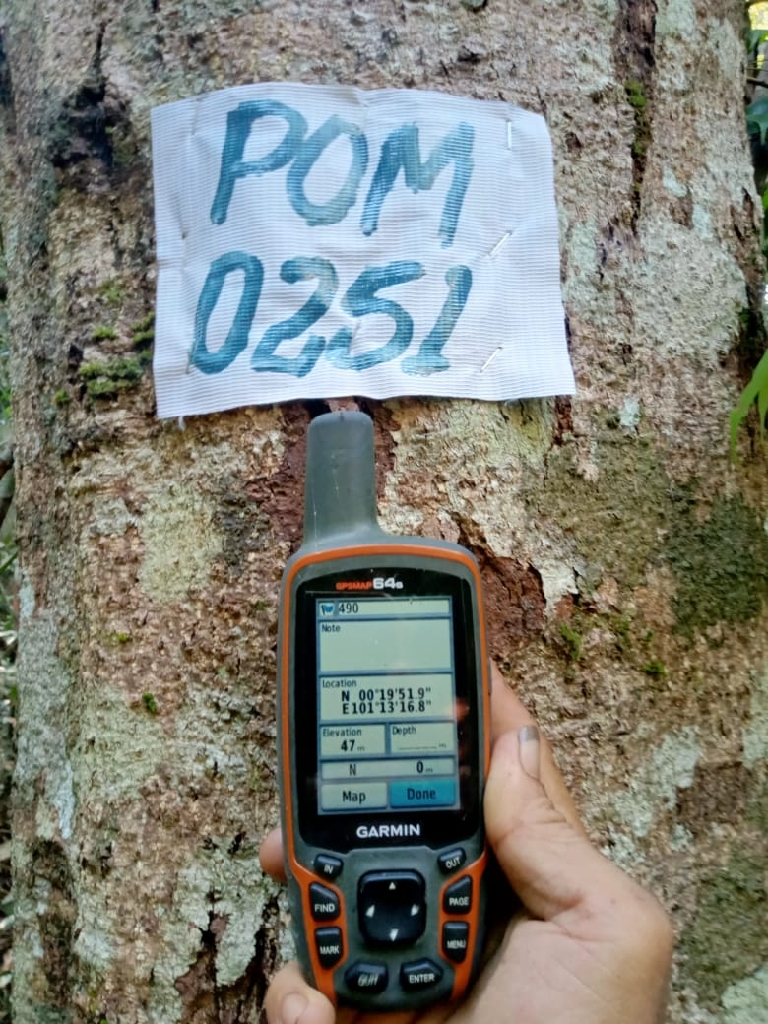 POM
0251
GPSMAP 64s
490
Note
Location
N 00°19'51.9"
E101°13'16.8"
Elevation Depth
47 m
N 0 m
Map Done
GARMIN
IN OUT
FIND PAGE
MARK MENU
ENTER